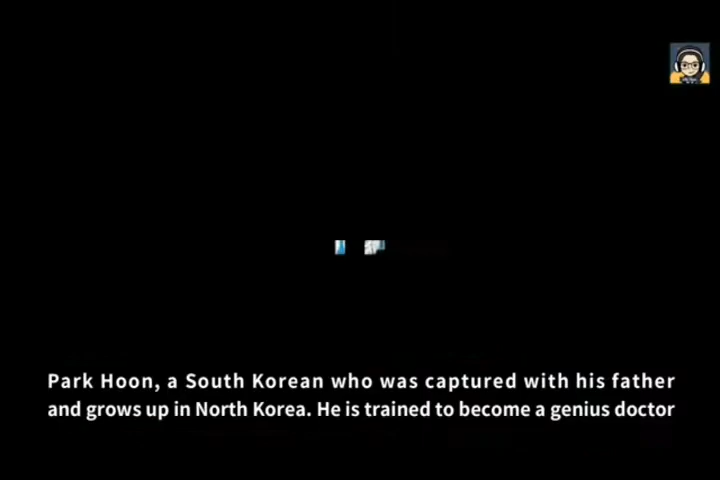 Park Hoon, a South Korean who was captured with his father
and grows up in North Korea. He is trained to become a genius doctor